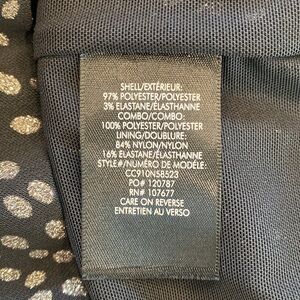 SHELL/EXTÉRIEUR:
97% POLYESTER/POLYESTER
3% ELASTANE/ÉLASTHANNE
COMBO/COMBO:
100% POLYESTER/POLYESTER
LINING/DOUBLURE:
84% NYLON/NYLON
16% ELASTANE/ÉLASTHANNE
STYLE#/NUMÉRO DE MODÈLE:
CC910N58523
PO# 120787
RN# 107677
CARE ON REVERSE
ENTRETIEN AU VERSO